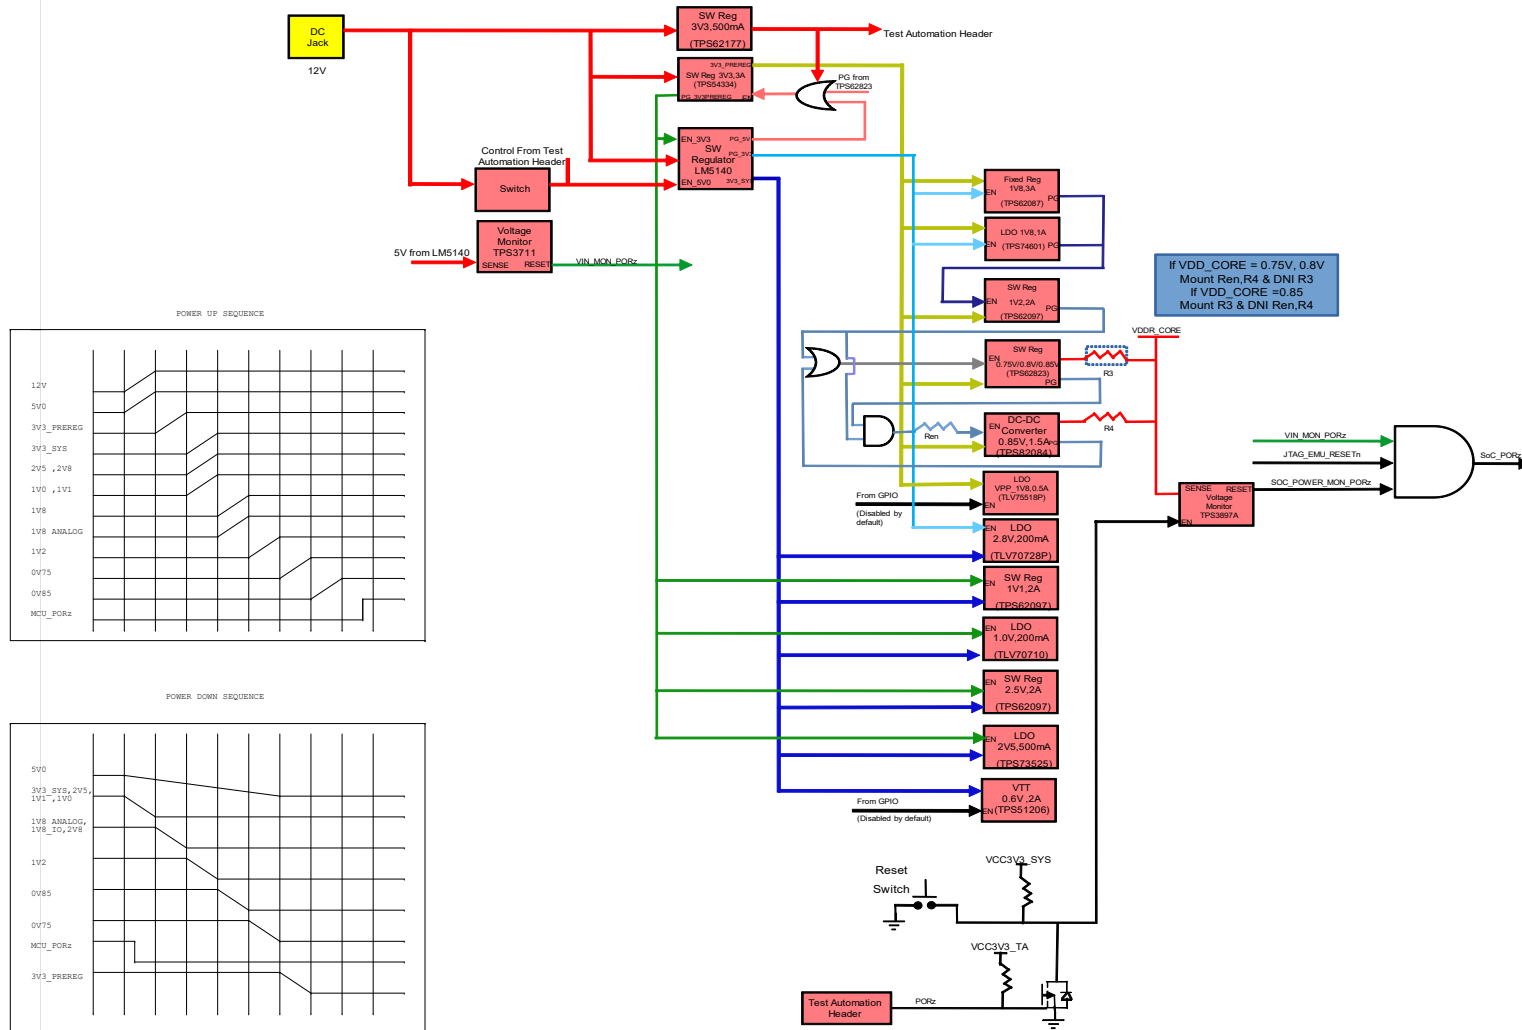 DC
Jack
12V
SW Reg
3V3,500mA
(TPS62177)
Test Automation Header
3V3_PREREG
SW Reg 3V3,3A
(TPS54334)
PG_3V3PREREG
EN
PG from
TPS62823
EN_3V3
PG_5V
SW
PG_3V3
Regulator
LM5140
EN_5V0
3V3_SYS
Control From Test
Automation Header
Switch
Voltage
Monitor
TPS3711
SENSE
RESET
5V from LM5140
VIN_MON_PORz
Fixed Reg
1V8,3A
EN
PG
(TPS62087)
LDO 1V8,1A
EN
(TPS74601)
PG
SW Reg
EN
1V2,2A
PG
(TPS62097)
SW Reg
EN
0.75V/0.8V/0.85V
(TPS62823)
PG
R3
DC-DC
EN
Converter
0.85V,1.5A
PG
(TPS82084)
Ren
R4
If VDD_CORE = 0.75V, 0.8V
Mount Ren,R4 & DNI R3
If VDD_CORE =0.85
Mount R3 & DNI Ren,R4
VDDR_CORE
LDO
VPP_1V8,0.5A
(TLV75518P)
EN
From GPIO
(Disabled by
default)
EN
LDO
2.8V,200mA
(TLV70728P)
SW Reg
EN
1V1,2A
(TPS62097)
LDO
EN
1.0V,200mA
(TLV70710)
SW Reg
EN
2.5V,2A
(TPS62097)
LDO
EN
2V5,500mA
(TPS73525)
VTT
0.6V ,2A
EN
(TPS51206)
From GPIO
(Disabled by default)
VIN_MON_PORz
JTAG_EMU_RESETn
SOC_POWER_MON_PORz
SoC_PORz
SENSE
RESET
Voltage
Monitor
TPS3897A
EN
Reset
Switch
VCC3V3_SYS
VCC3V3_TA
Test Automation
Header
PORz
POWER UP SEQUENCE
12V
5V0
3V3_PREREG
3V3_SYS
2V5 ,2V8
1V0 ,1V1
1V8
1V8 ANALOG
1V2
0V75
0V85
MCU_PORz
POWER DOWN SEQUENCE
5V0
3V3_SYS,2V5,
1V1 ,1V0
1V8 ANALOG,
1V8_IO,2V8
1V2
0V85
0V75
MCU_PORz
3V3_PREREG